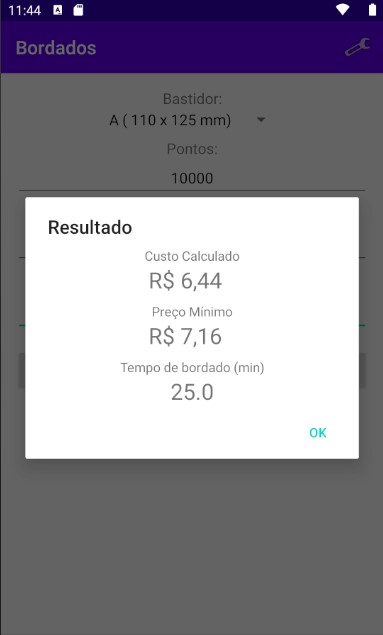 11:44
Bordados
Bastidor:
A ( 110 x 125 mm)
Pontos:
10000
Resultado
Custo Calculado
R$ 6,44
Preço Mínimo
R$ 7,16
Tempo de bordado (min)
25.0
OK